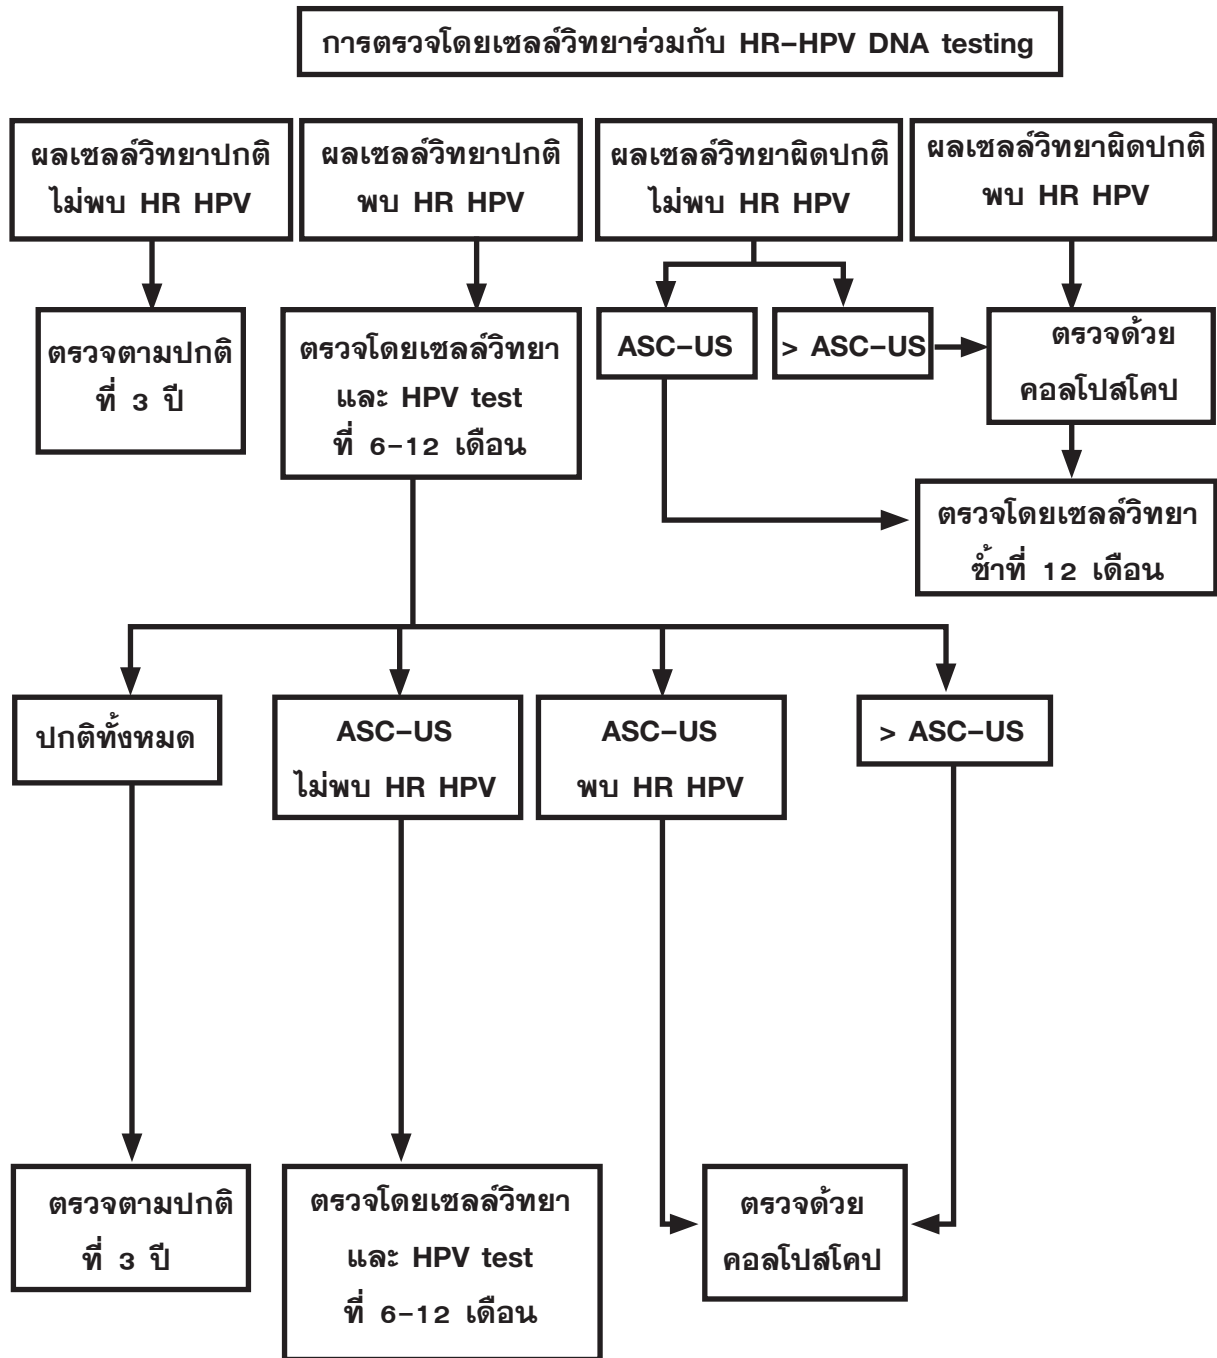 การตรวจโดยเซลล์วิทยาร่วมกับ HR-HPV DNA testing
ผลเซลล์วิทยาปกติ
ไม่พบ HR HPV
ผลเซลล์วิทยาปกติ
พบ HR HPV
ผลเซลล์วิทยาผิดปกติ
ไม่พบ HR HPV
ผลเซลล์วิทยาผิดปกติ
พบ HR HPV
ตรวจตามปกติ
ที่ 3 ปี
ตรวจโดยเซลล์วิทยา
และ HPV test
ที่ 6-12 เดือน
ASC-US
> ASC-US
ตรวจด้วย
คอลโปสโคป
ตรวจโดยเซลล์วิทยา
ซ้ำที่ 12 เดือน
ปกติทั้งหมด
ASC-US
ไม่พบ HR HPV
ASC-US
พบ HR HPV
> ASC-US
ตรวจตามปกติ
ที่ 3 ปี
ตรวจโดยเซลล์วิทยา
และ HPV test
ที่ 6-12 เดือน
ตรวจด้วย
คอลโปสโคป